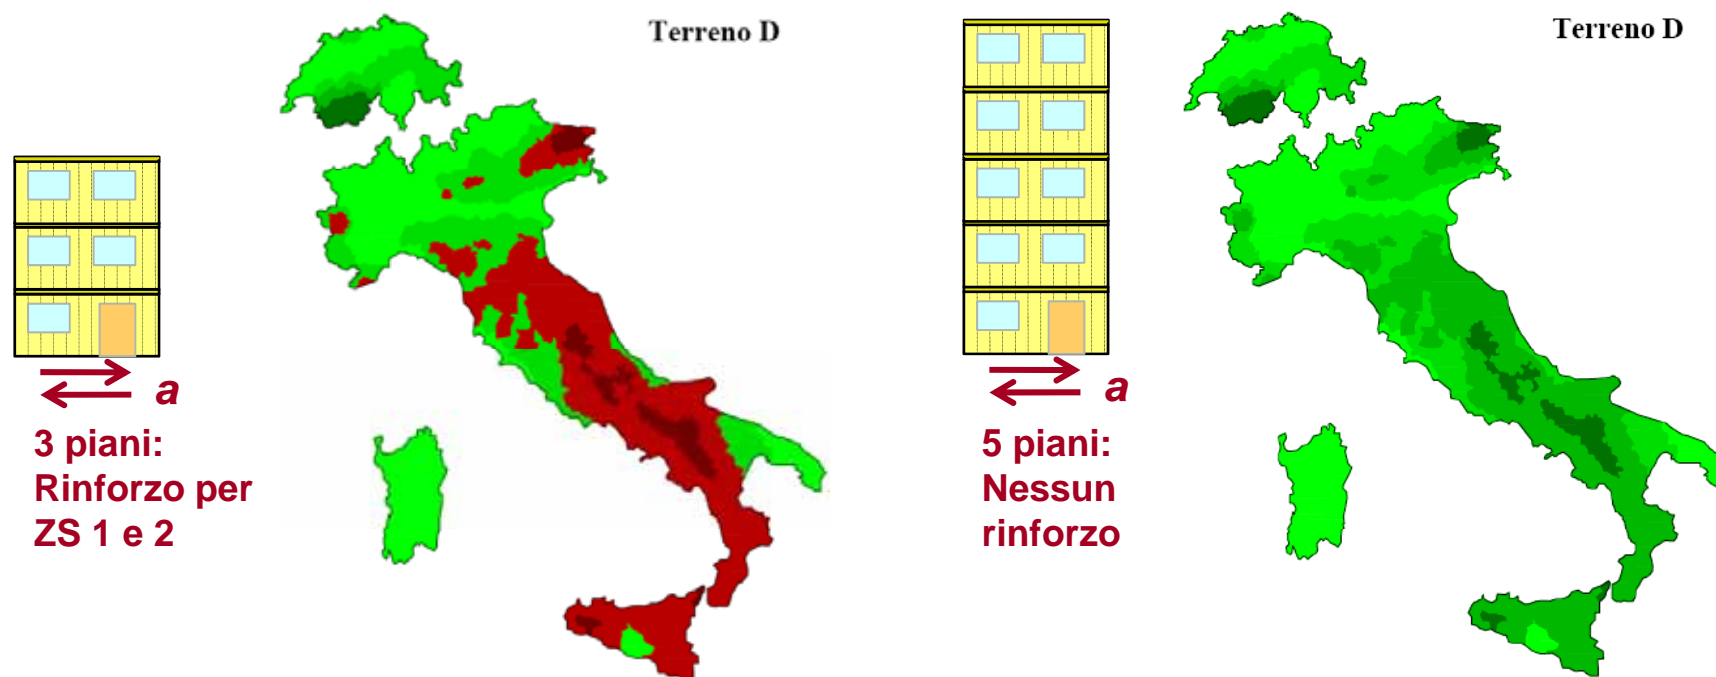 Terreno D
a
3 piani:
Rinforzo per
ZS 1 e 2
Terreno D
a
5 piani:
Nessun
rinforzo